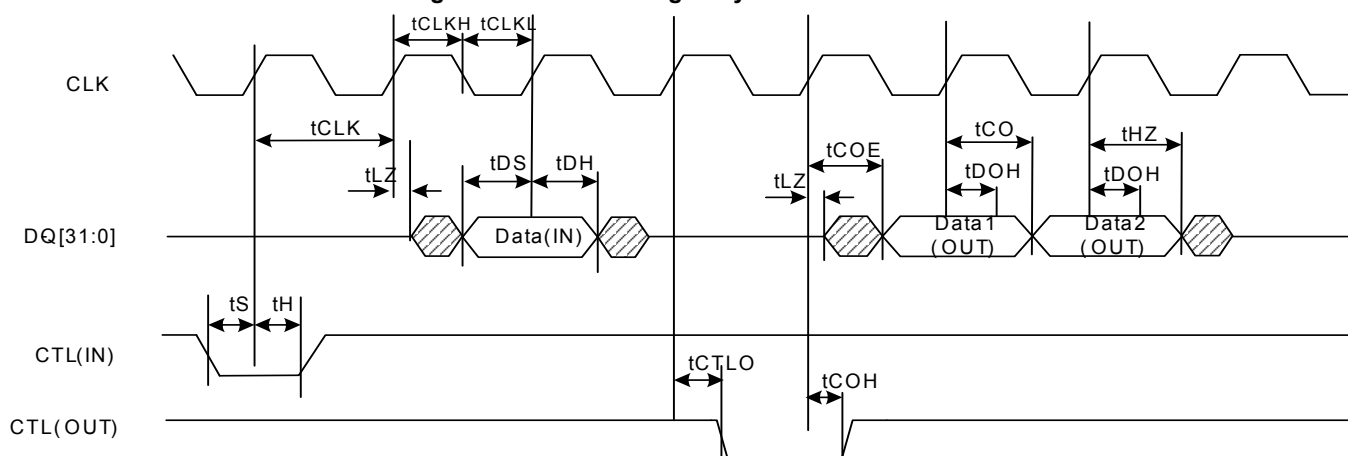 tCLKH tCLKL
CLK
tCLK
tCO
tHZ
tCOE
tDS
tDH
tLZ
tDOH
tDOH
tLZ
DQ[31:0]
Data(IN)
Data1
(OUT)
Data2
(OUT)
tS
tH
CTL(IN)
tCTLO
tCOH
CTL(OUT)